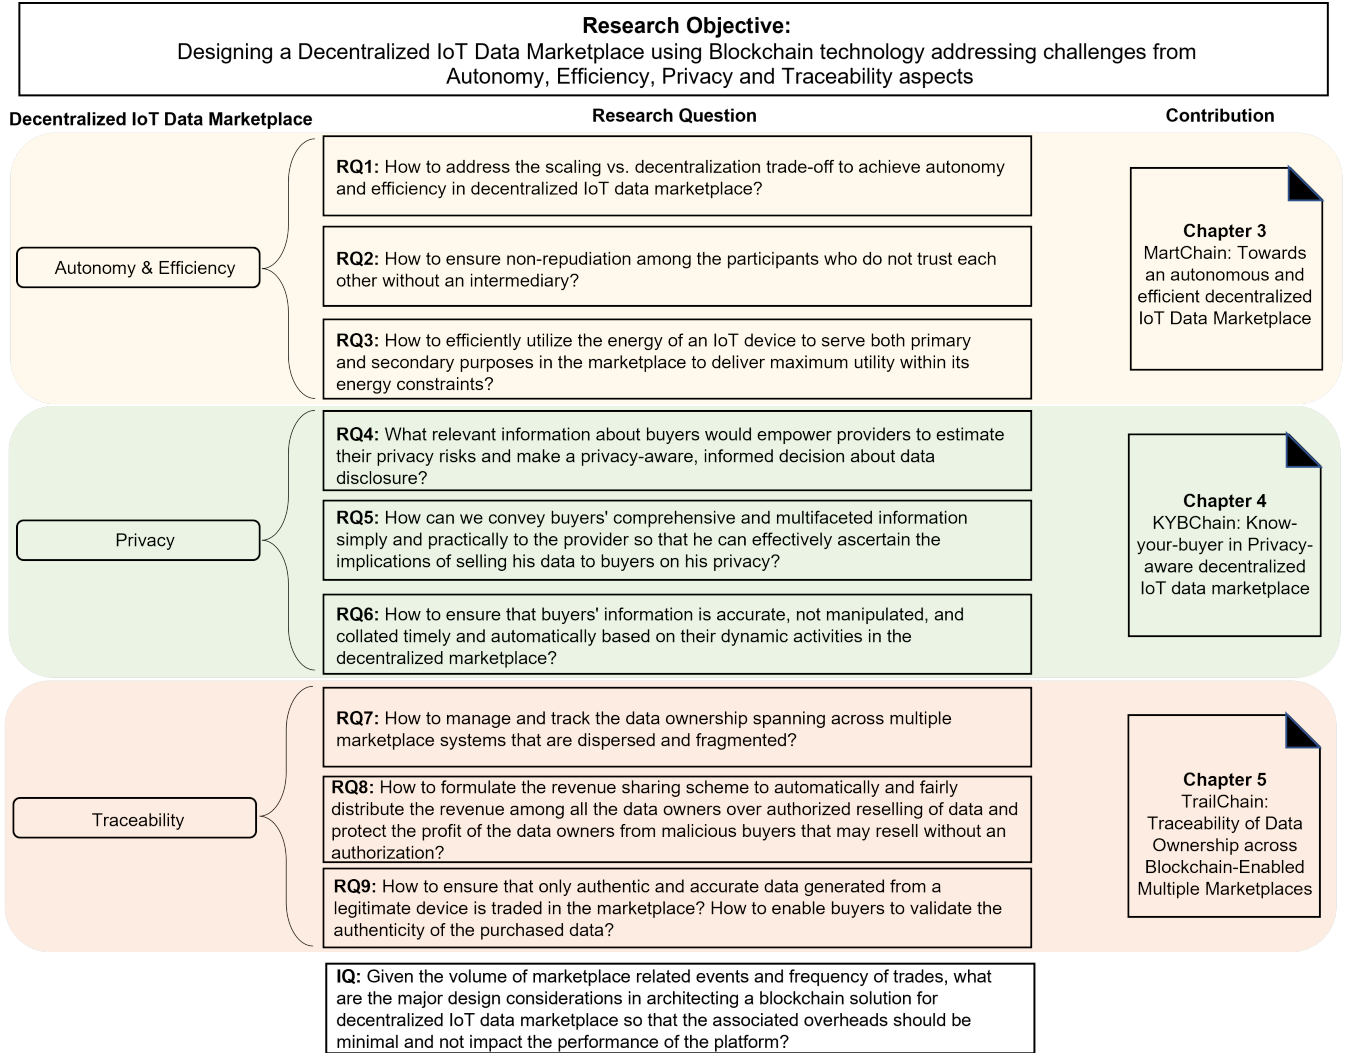 Research Objective:
Designing a Decentralized IoT Data Marketplace using Blockchain technology addressing challenges from
Autonomy, Efficiency, Privacy and Traceability aspects
Decentralized IoT Data Marketplace
Research Question
Contribution
Autonomy & Efficiency
RQ1: How to address the scaling vs. decentralization trade-off to achieve autonomy
and efficiency in decentralized IoT data marketplace?
RQ2: How to ensure non-repudiation among the participants who do not trust each
other without an intermediary?
RQ3: How to efficiently utilize the energy of an IoT device to serve both primary
and secondary purposes in the marketplace to deliver maximum utility within its
energy constraints?
Chapter 3
MartChain: Towards
an autonomous and
efficient decentralized
IoT Data Marketplace
Privacy
RQ4: What relevant information about buyers would empower providers to estimate
their privacy risks and make a privacy-aware, informed decision about data
disclosure?
RQ5: How can we convey buyers' comprehensive and multifaceted information
simply and practically to the provider so that he can effectively ascertain the
implications of selling his data to buyers on his privacy?
RQ6: How to ensure that buyers' information is accurate, not manipulated, and
collated timely and automatically based on their dynamic activities in the
decentralized marketplace?
Chapter 4
KYBChain: Know-
your-buyer in Privacy-
aware decentralized
IoT data marketplace
Traceability
RQ7: How to manage and track the data ownership spanning across multiple
marketplace systems that are dispersed and fragmented?
RQ8: How to formulate the revenue sharing scheme to automatically and fairly
distribute the revenue among all the data owners over authorized reselling of data and
protect the profit of the data owners from malicious buyers that may resell without an
authorization?
RQ9: How to ensure that only authentic and accurate data generated from a
legitimate device is traded in the marketplace? How to enable buyers to validate the
authenticity of the purchased data?
Chapter 5
TrailChain:
Traceability of Data
Ownership across
Blockchain-Enabled
Multiple Marketplaces
IQ: Given the volume of marketplace related events and frequency of trades, what
are the major design considerations in architecting a blockchain solution for
decentralized IoT data marketplace so that the associated overheads should be
minimal and not impact the performance of the platform?